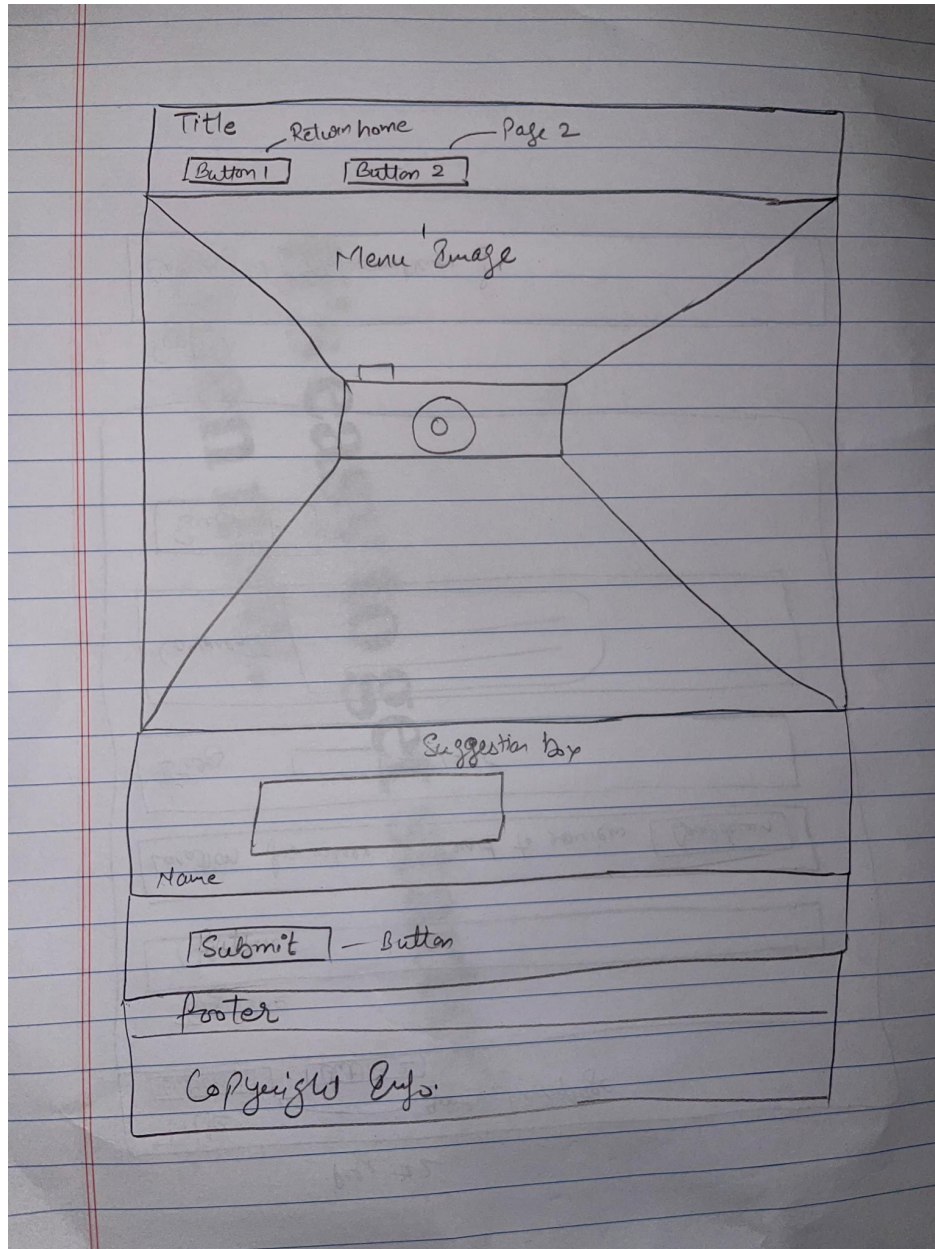 Title
Return home
Page 2
Button 1
Button 2
Menu Image
Suggestion box
Name
Submit - Button
Footer
Copyright Info.